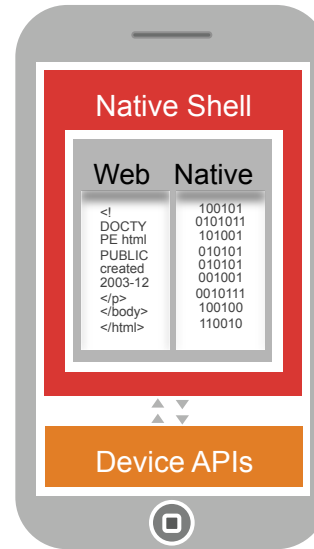 Native Shell
Web Native
<!
DOCTY
PE html
PUBLIC
created
2003-12
</p>
</body>
</html>
100101
0101011
101001
010101
010101
001001
0010111
100100
110010
Device APIs